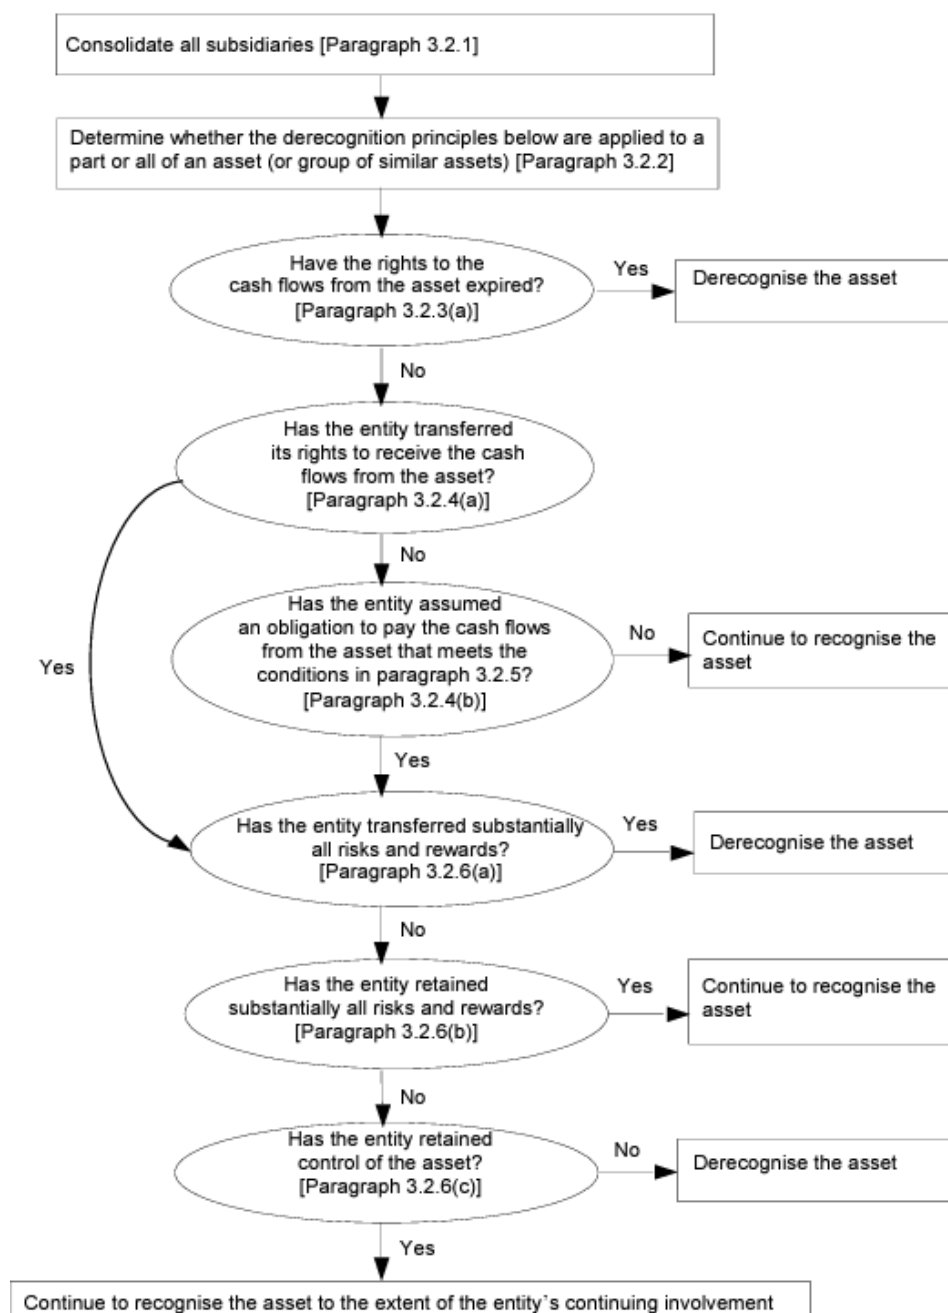 Consolidate all subsidiaries [Paragraph 3.2.1]
Determine whether the derecognition principles below are applied to a
part or all of an asset (or group of similar assets) [Paragraph 3.2.2]
Have the rights to the
cash flows from the asset expired?
[Paragraph 3.2.3(a)]
Yes
Derecognise the asset
No
Has the entity transferred
its rights to receive the cash
flows from the asset?
[Paragraph 3.2.4(a)]
No
Has the entity assumed
an obligation to pay the cash flows
from the asset that meets the
conditions in paragraph 3.2.5?
[Paragraph 3.2.4(b)]
No
Continue to recognise the
asset
Yes
Yes
Has the entity transferred substantially
all risks and rewards?
[Paragraph 3.2.6(a)]
Yes
Derecognise the asset
No
Has the entity retained
substantially all risks and rewards?
[Paragraph 3.2.6(b)]
Yes
Continue to recognise the
asset
No
Has the entity retained
control of the asset?
[Paragraph 3.2.6(c)]
No
Derecognise the asset
Yes
Continue to recognise the asset to the extent of the entity's continuing involvement